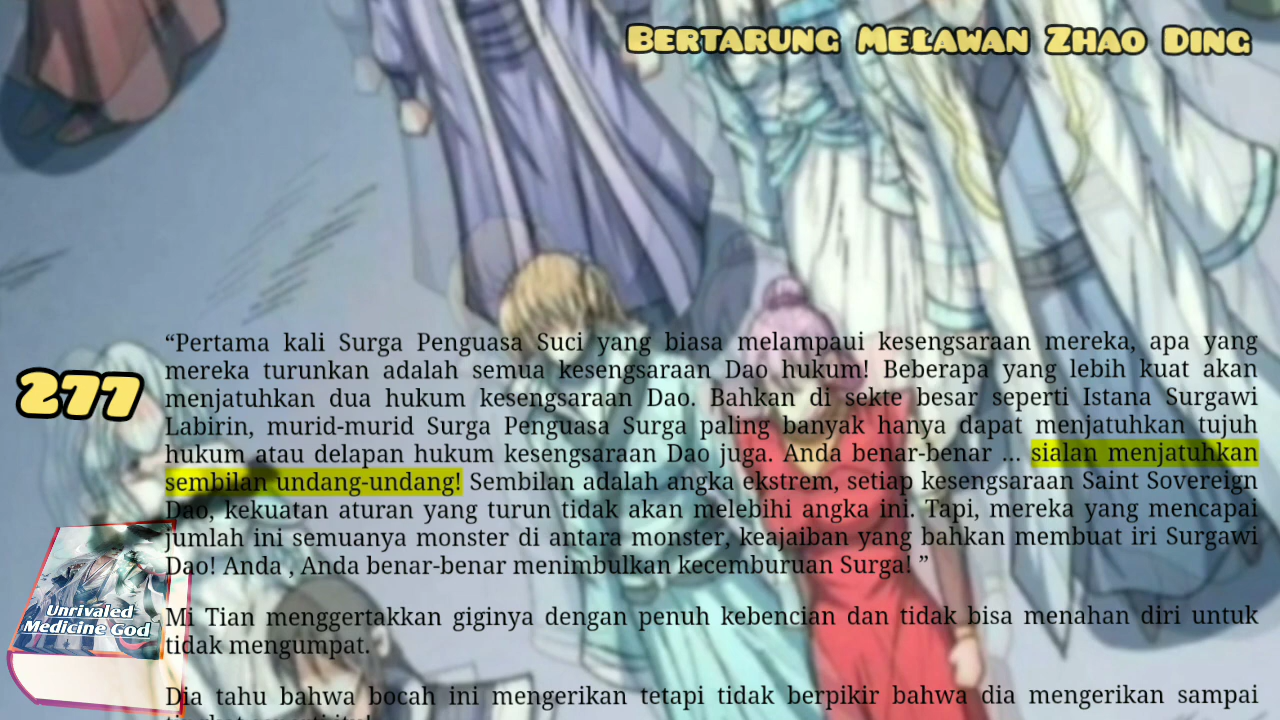 Bertarung Melawan Zhao Ding
“Pertama kali Surga Penguasa Suci yang biasa melampaui kesengsaraan mereka, apa yang
mereka turunkan adalah semua kesengsaraan Dao hukum! Beberapa yang lebih kuat akan
menjatuhkan dua hukum kesengsaraan Dao. Bahkan di sekte besar seperti Istana Surgawi
Labirin, murid-murid Surga Penguasa Surga paling banyak hanya dapat menjatuhkan tujuh
hukum atau delapan hukum kesengsaraan Dao juga. Anda benar-benar ... sialan menjatuhkan
sembilan undang-undang! Sembilan adalah angka ekstrem, setiap kesengsaraan Saint Sovereign
Dao, kekuatan aturan yang turun tidak akan melebihi angka ini. Tapi, mereka yang mencapai
jumlah ini semuanya monster di antara monster, keajaiban yang bahkan membuat iri Surgawi
Dao! Anda , Anda benar-benar menimbulkan kecemburuan Surga! ”
277
Unrivaled
Medicine God
Mi Tian menggertakkan giginya dengan penuh kebencian dan tidak bisa menahan diri untuk
tidak mengumpat.
Dia tahu bahwa bocah ini mengerikan tetapi tidak berpikir bahwa dia mengerikan sampai